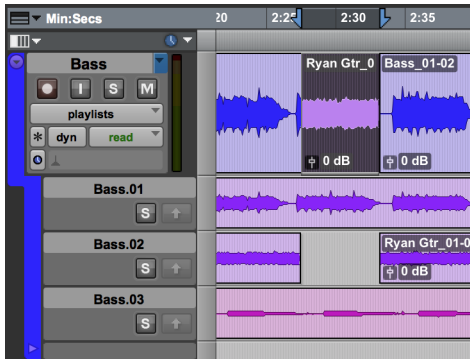 Min:Secs 20 2:25 2:30 2:35
Bass
Ryan Gtr_0 Bass_01-02
I S M
playlists
* dyn read
0 dB 0 dB
Bass.01
S
Bass.02
Ryan Gtr_01-0
S
0 dB
Bass.03
S